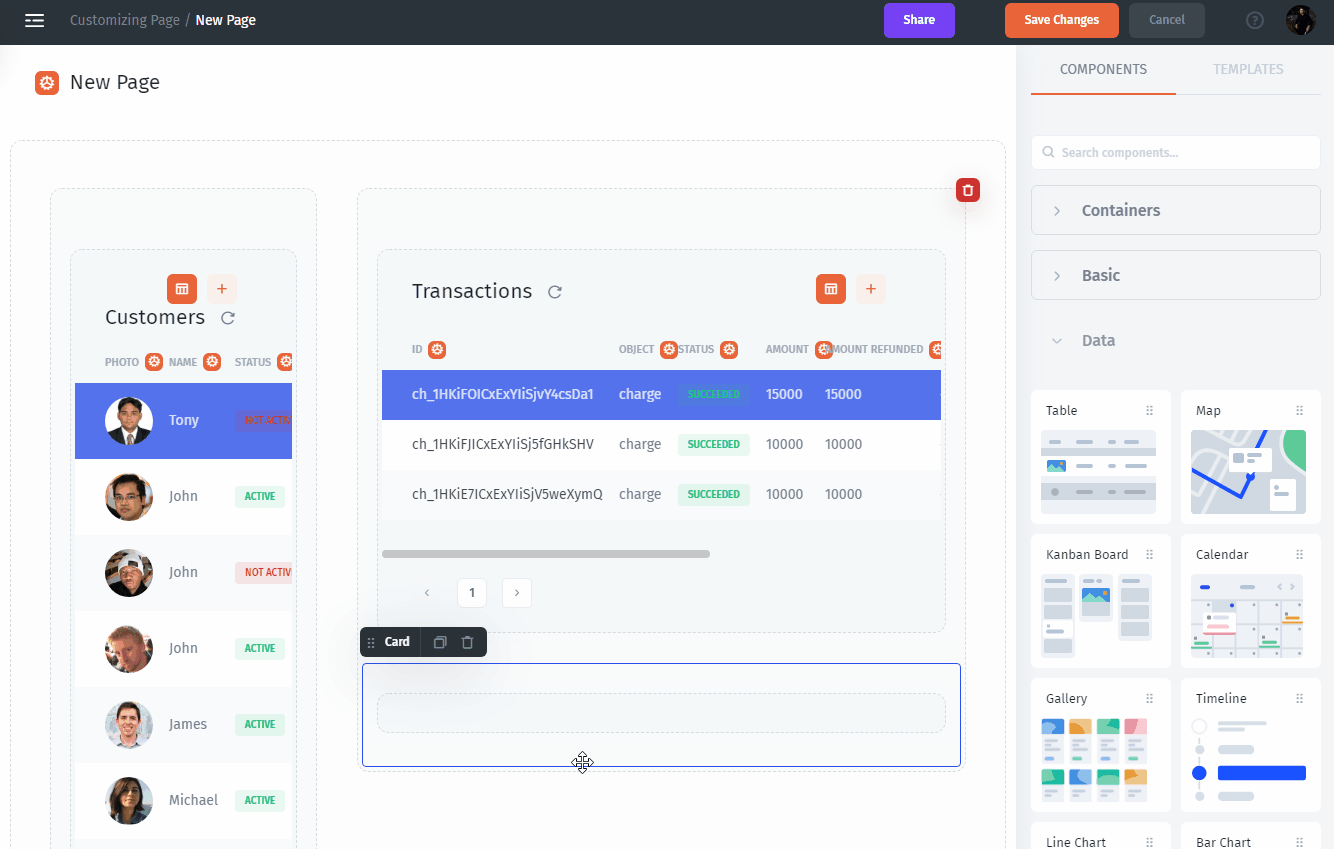 Customizing Page / New Page
Share
Save Changes
Cancel
?
New Page
COMPONENTS
TEMPLATES
Search components...
Containers
Basic
Data
Table
Map
Kanban Board
Calendar
Gallery
Timeline
Line Chart
Bar Chart
Customers
PHOTO NAME STATUS
Tony NOT ACTIV
John ACTIVE
John NOT ACTIV
John ACTIVE
James ACTIVE
Michael ACTIVE
Transactions
ID OBJECT STATUS AMOUNT AMOUNT REFUNDED
ch_1HKiFOICxExYIiSjvY4csDa1 charge SUCCEEDED 15000 15000
ch_1HKiFJICxExYIiSj5fGHkSHV charge SUCCEEDED 10000 10000
ch_1HKiE7ICxExYIiSjV5weXymQ charge SUCCEEDED 10000 10000
1
Card